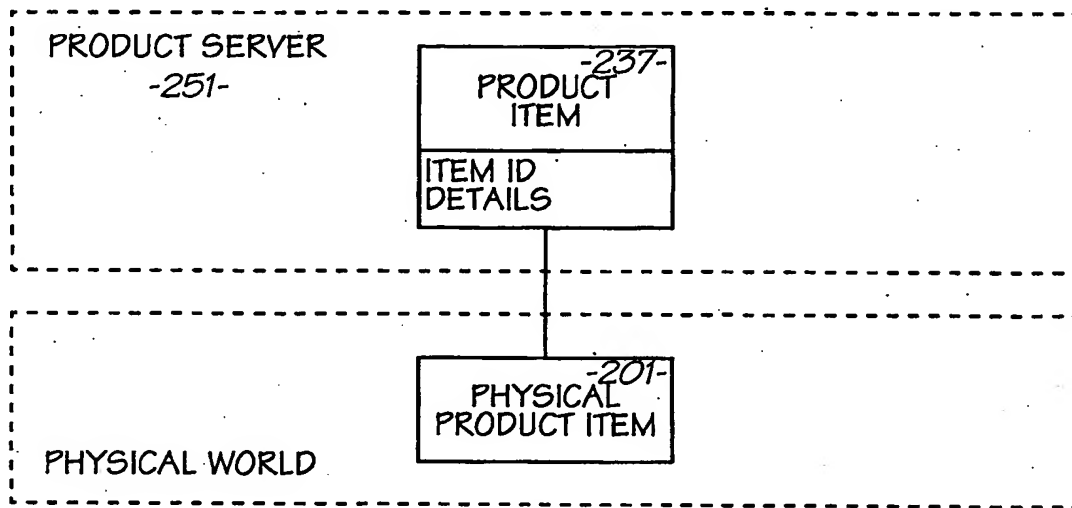 PRODUCT SERVER
-251-
-237-
PRODUCT
ITEM
ITEM ID
DETAILS
-201-
PHYSICAL
PRODUCT ITEM
PHYSICAL WORLD